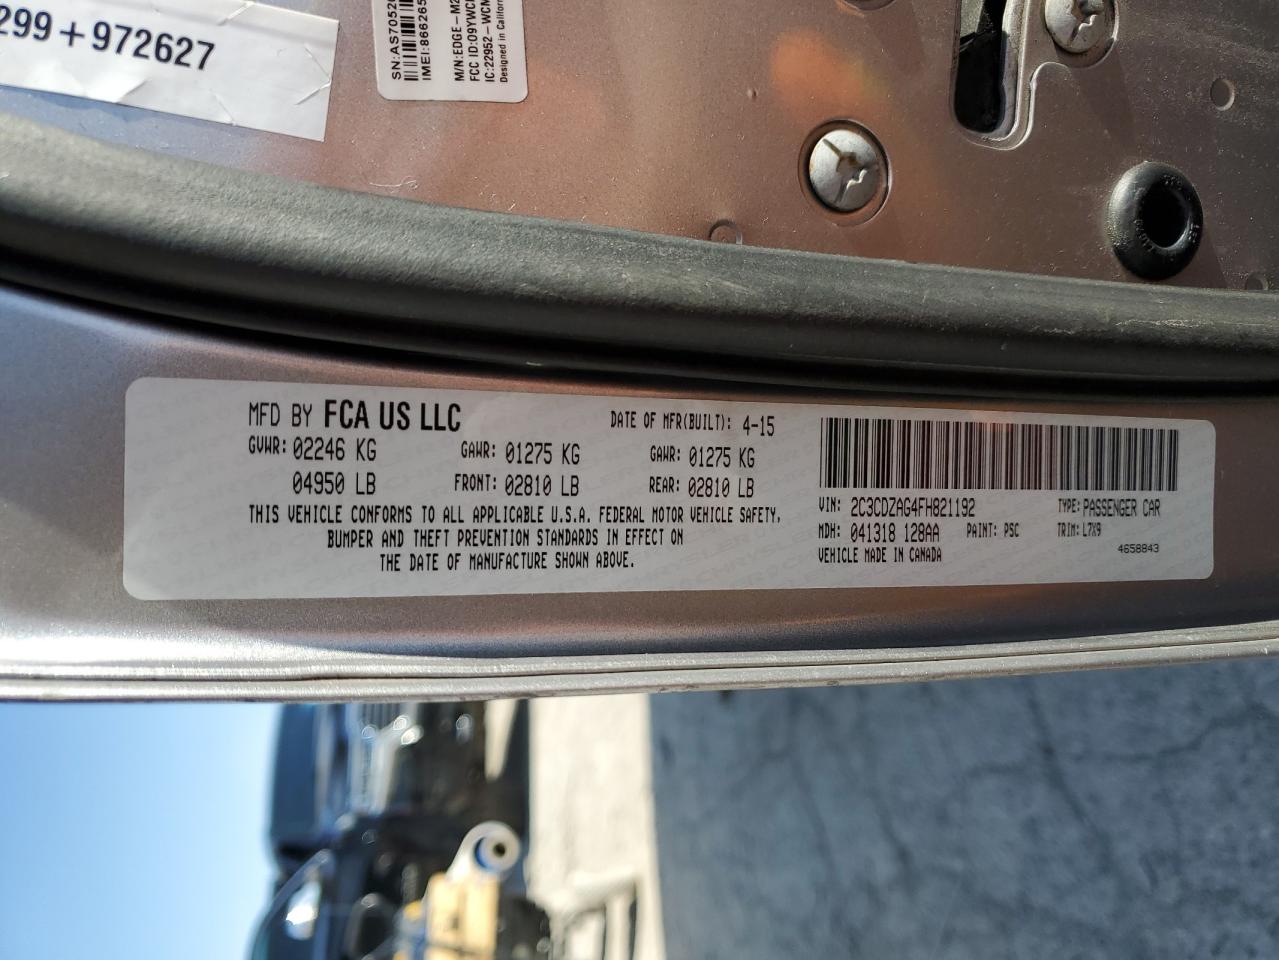 299+972627
SN:AS70520
IMEI:866265
M/N:EDGE-M2
FCC ID:09YWCM
IC:22952-WCM
Designed in Californ
MFD BY FCA US LLC
DATE OF MFR(BUILT): 4-15
GVWR: 02246 KG GAWR: 01275 KG GAWR: 01275 KG
04950 LB FRONT: 02810 LB REAR: 02810 LB
THIS VEHICLE CONFORMS TO ALL APPLICABLE U.S.A. FEDERAL MOTOR VEHICLE SAFETY,
BUMPER AND THEFT PREVENTION STANDARDS IN EFFECT ON
THE DATE OF MANUFACTURE SHOWN ABOVE.
VIN: 2C3CDZAG4FH821192 TYPE: PASSENGER CAR
MDH: 041318 128AA PAINT: PSC TRIM: L7X9
VEHICLE MADE IN CANADA 4658843